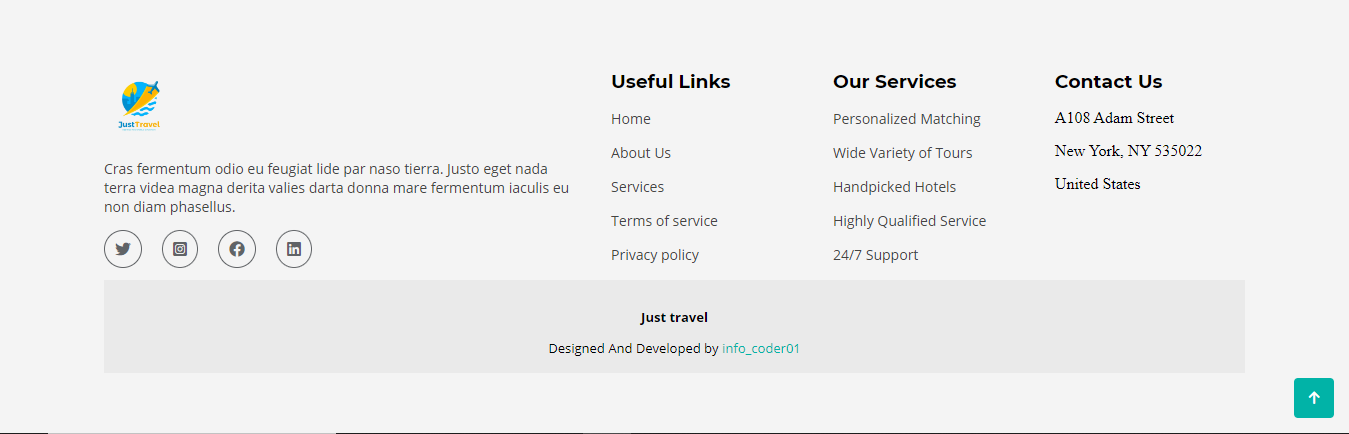 JustTravel
Cras fermentum odio eu feugiat lide par naso tierra. Justo eget nada
terra videa magna derita valies darta donna mare fermentum iaculis eu
non diam phasellus.
Useful Links
Home
About Us
Services
Terms of service
Privacy policy
Our Services
Personalized Matching
Wide Variety of Tours
Handpicked Hotels
Highly Qualified Service
24/7 Support
Contact Us
A108 Adam Street
New York, NY 535022
United States
Just travel
Designed And Developed by info_coder01